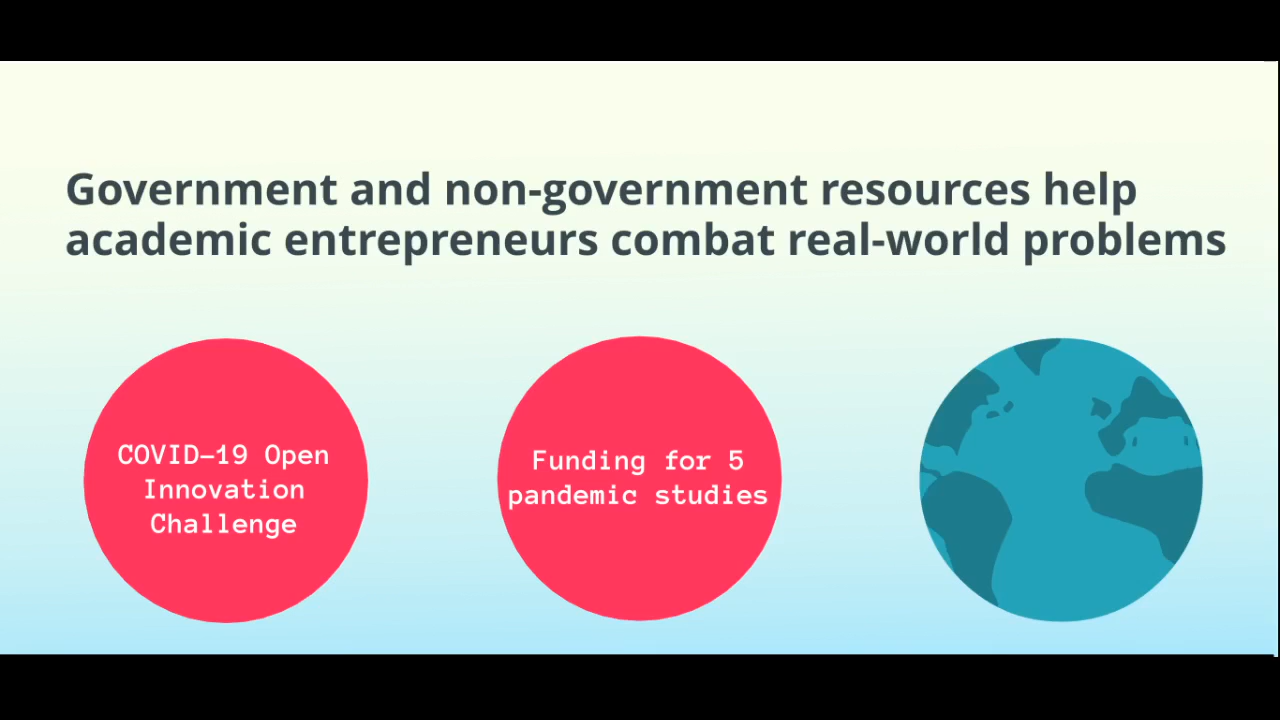 Government and non-government resources help
academic entrepreneurs combat real-world problems
COVID–19 Open
Innovation
Challenge
Funding for 5
pandemic studies